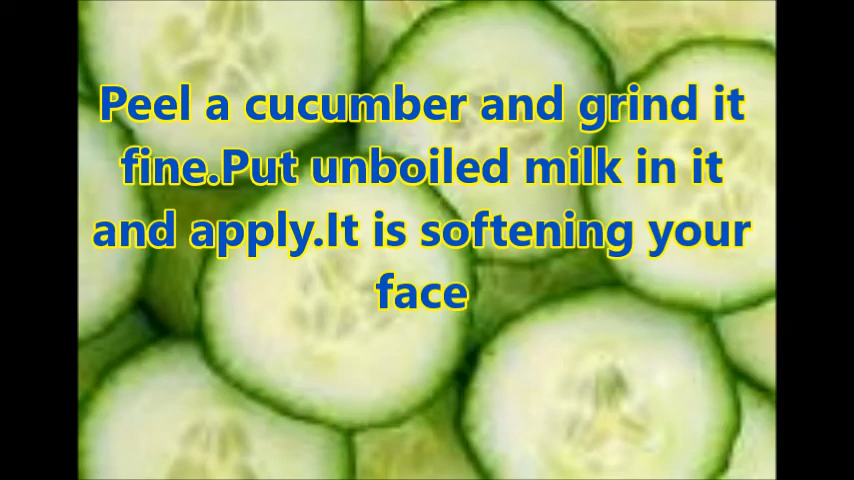 Peel a cucumber and grind it
fine.Put unboiled milk in it
and apply.It is softening your
face